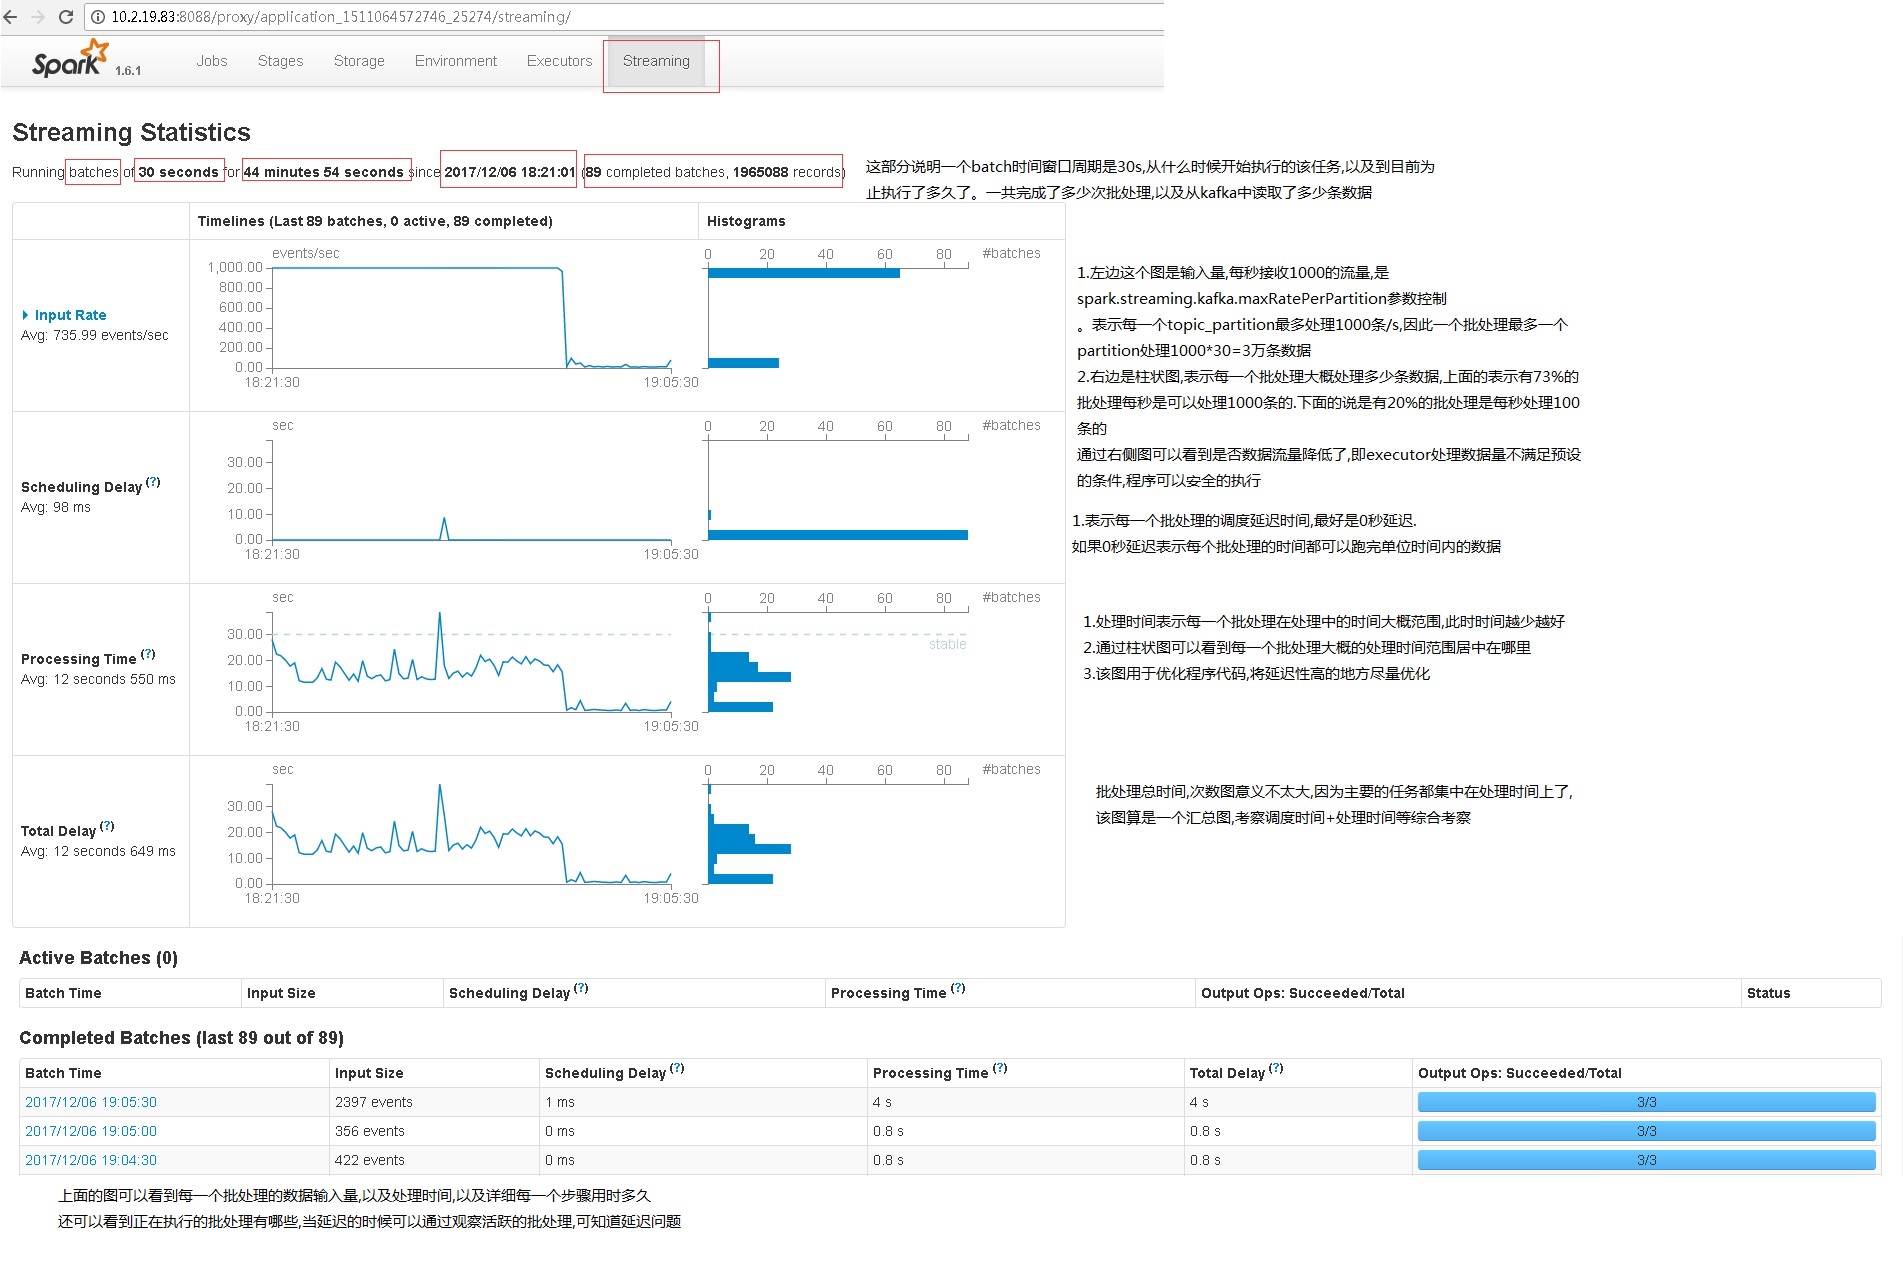 10.2.19.83:8088/proxy/application_1511064572746_25274/streaming/
Spark 1.6.1 Jobs Stages Storage Environment Executors Streaming
Streaming Statistics
Running batches of 30 seconds for 44 minutes 54 seconds since 2017/12/06 18:21:01 (89 completed batches, 1965088 records)
这部分说明一个batch时间窗口周期是30s,从什么时候开始执行的该任务,以及到目前为
止执行了多久了。一共完成了多少次批处理,以及从kafka中读取了多少条数据
Timelines (Last 89 batches, 0 active, 89 completed) Histograms
Input Rate
Avg: 735.99 events/sec
events/sec
1,000.00
800.00
600.00
400.00
200.00
0.00
18:21:30 19:05:30
0 20 40 60 80 #batches
1.左边这个图是输入量,每秒接收1000的流量,是
spark.streaming.kafka.maxRatePerPartition参数控制
。表示每一个topic_partition最多处理1000条/s,因此一个批处理最多一个
partition处理1000*30=3万条数据
2.右边是柱状图,表示每一个批处理大概处理多少条数据,上面的表示有73%的
批处理每秒是可以处理1000条的.下面的说是有20%的批处理是每秒处理100
条的
通过右侧图可以看到是否数据流量降低了,即executor处理数据量不满足预设
的条件,程序可以安全的执行
Scheduling Delay (?)
Avg: 98 ms
sec
30.00
20.00
10.00
0.00
18:21:30 19:05:30
0 20 40 60 80 #batches
1.表示每一个批处理的调度延迟时间,最好是0秒延迟.
如果0秒延迟表示每个批处理的时间都可以跑完单位时间内的数据
Processing Time (?)
Avg: 12 seconds 550 ms
sec
30.00
20.00
10.00
0.00
18:21:30 19:05:30
0 20 40 60 80 #batches
stable
1.处理时间表示每一个批处理在处理中的时间大概范围,此时时间越少越好
2.通过柱状图可以看到每一个批处理大概的处理时间范围居中在哪里
3.该图用于优化程序代码,将延迟性高的地方尽量优化
Total Delay (?)
Avg: 12 seconds 649 ms
sec
30.00
20.00
10.00
0.00
18:21:30 19:05:30
0 20 40 60 80 #batches
批处理总时间,次数图意义不太大,因为主要的任务都集中在处理时间上了,
该图算是一个汇总图,考察调度时间+处理时间等综合考察
Active Batches (0)
Batch Time Input Size Scheduling Delay (?) Processing Time (?) Output Ops: Succeeded/Total Status
Completed Batches (last 89 out of 89)
Batch Time Input Size Scheduling Delay (?) Processing Time (?) Total Delay (?) Output Ops: Succeeded/Total
2017/12/06 19:05:30 2397 events 1 ms 4 s 4 s 3/3
2017/12/06 19:05:00 356 events 0 ms 0.8 s 0.8 s 3/3
2017/12/06 19:04:30 422 events 0 ms 0.8 s 0.8 s 3/3
上面的图可以看到每一个批处理的数据输入量,以及处理时间,以及详细每一个步骤用时多久
还可以看到正在执行的批处理有哪些,当延迟的时候可以通过观察活跃的批处理,可知道延迟问题